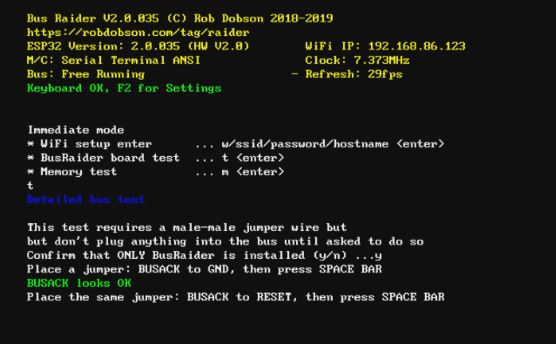 Bus Raider V2.0.035 (C) Rob Dobson 2018-2019
https://robdobson.com/tag/raider
ESP32 Version: 2.0.035 (HW V2.0) WiFi IP: 192.168.86.123
M/C: Serial Terminal ANSI Clock: 7.373MHz
Bus: Free Running - Refresh: 29fps
Keyboard OK, F2 for Settings
Immediate mode
* WiFi setup enter ... w/ssid/password/hostname <enter>
* BusRaider board test ... t <enter>
* Memory test ... m <enter>
t
Detailed bus test
This test requires a male-male jumper wire but
but don't plug anything into the bus until asked to do so
Confirm that ONLY BusRaider is installed (y/n) ...y
Place a jumper: BUSACK to GND, then press SPACE BAR
BUSACK looks OK
Place the same jumper: BUSACK to RESET, then press SPACE BAR